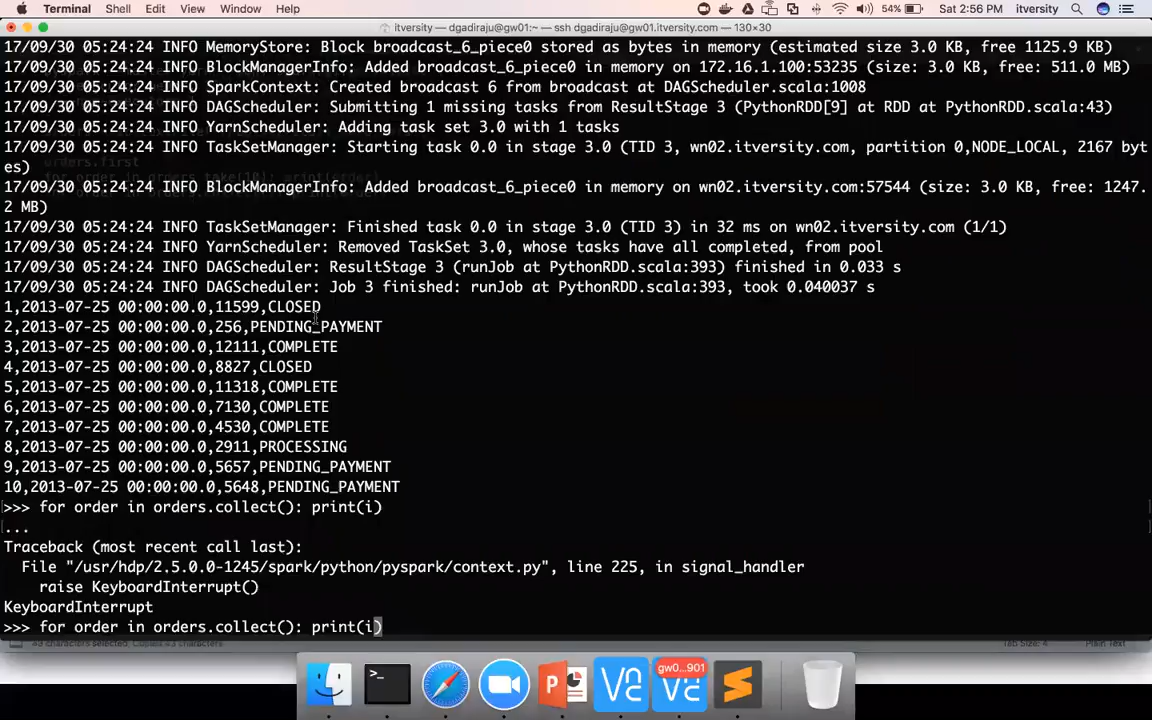 Terminal Shell Edit View Window Help 54% Sat 2:56 PM itversity
itversity — dgadiraju@gw01:~ — ssh dgadiraju@gw01.itversity.com — 130×30
17/09/30 05:24:24 INFO MemoryStore: Block broadcast_6_piece0 stored as bytes in memory (estimated size 3.0 KB, free 1125.9 KB)
17/09/30 05:24:24 INFO BlockManagerInfo: Added broadcast_6_piece0 in memory on 172.16.1.100:53235 (size: 3.0 KB, free: 511.0 MB)
17/09/30 05:24:24 INFO SparkContext: Created broadcast 6 from broadcast at DAGScheduler.scala:1008
17/09/30 05:24:24 INFO DAGScheduler: Submitting 1 missing tasks from ResultStage 3 (PythonRDD[9] at RDD at PythonRDD.scala:43)
17/09/30 05:24:24 INFO YarnScheduler: Adding task set 3.0 with 1 tasks
17/09/30 05:24:24 INFO TaskSetManager: Starting task 0.0 in stage 3.0 (TID 3, wn02.itversity.com, partition 0,NODE_LOCAL, 2167 byt
es)
17/09/30 05:24:24 INFO BlockManagerInfo: Added broadcast_6_piece0 in memory on wn02.itversity.com:57544 (size: 3.0 KB, free: 1247.
2 MB)
17/09/30 05:24:24 INFO TaskSetManager: Finished task 0.0 in stage 3.0 (TID 3) in 32 ms on wn02.itversity.com (1/1)
17/09/30 05:24:24 INFO YarnScheduler: Removed TaskSet 3.0, whose tasks have all completed, from pool
17/09/30 05:24:24 INFO DAGScheduler: ResultStage 3 (runJob at PythonRDD.scala:393) finished in 0.033 s
17/09/30 05:24:24 INFO DAGScheduler: Job 3 finished: runJob at PythonRDD.scala:393, took 0.040037 s
1,2013-07-25 00:00:00.0,11599,CLOSED
2,2013-07-25 00:00:00.0,256,PENDING_PAYMENT
3,2013-07-25 00:00:00.0,12111,COMPLETE
4,2013-07-25 00:00:00.0,8827,CLOSED
5,2013-07-25 00:00:00.0,11318,COMPLETE
6,2013-07-25 00:00:00.0,7130,COMPLETE
7,2013-07-25 00:00:00.0,4530,COMPLETE
8,2013-07-25 00:00:00.0,2911,PROCESSING
9,2013-07-25 00:00:00.0,5657,PENDING_PAYMENT
10,2013-07-25 00:00:00.0,5648,PENDING_PAYMENT
>>> for order in orders.collect(): print(i)
...
Traceback (most recent call last):
File "/usr/hdp/2.5.0.0-1245/spark/python/pyspark/context.py", line 225, in signal_handler
raise KeyboardInterrupt()
KeyboardInterrupt
>>> for order in orders.collect(): print(i)
gw0...901